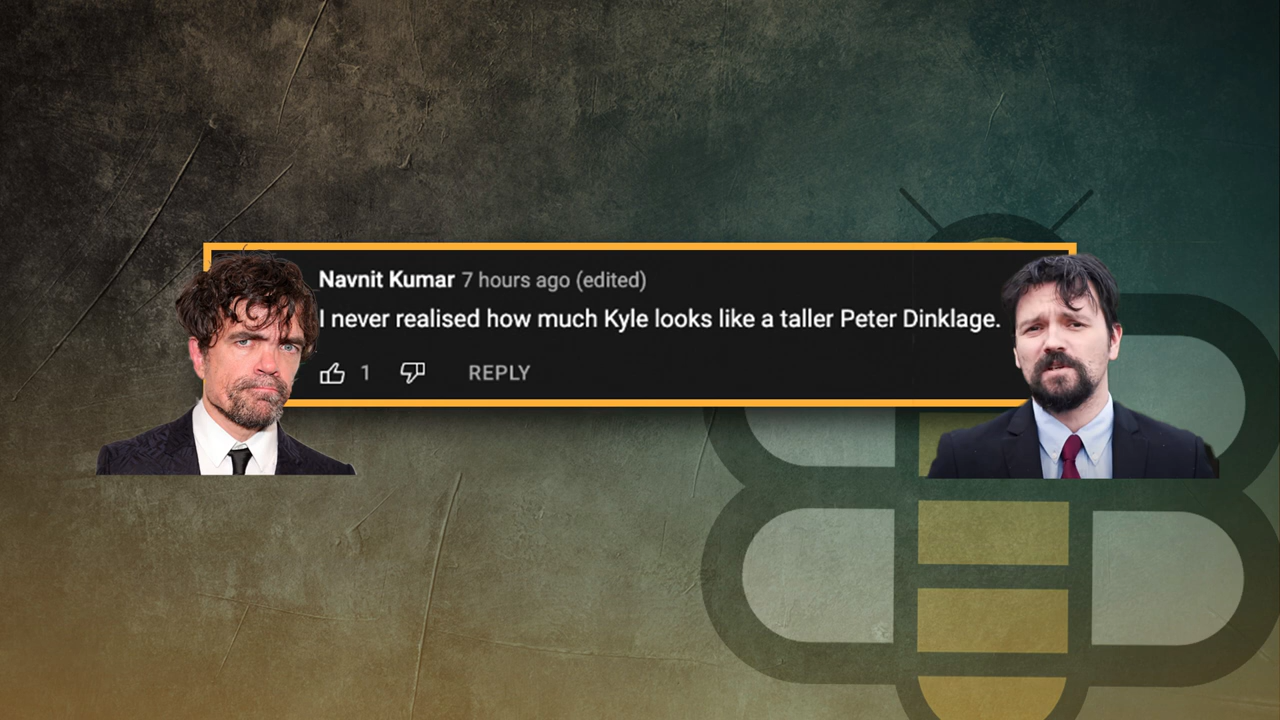 Navnit Kumar 7 hours ago (edited)
I never realised how much Kyle looks like a taller Peter Dinklage.
1 REPLY